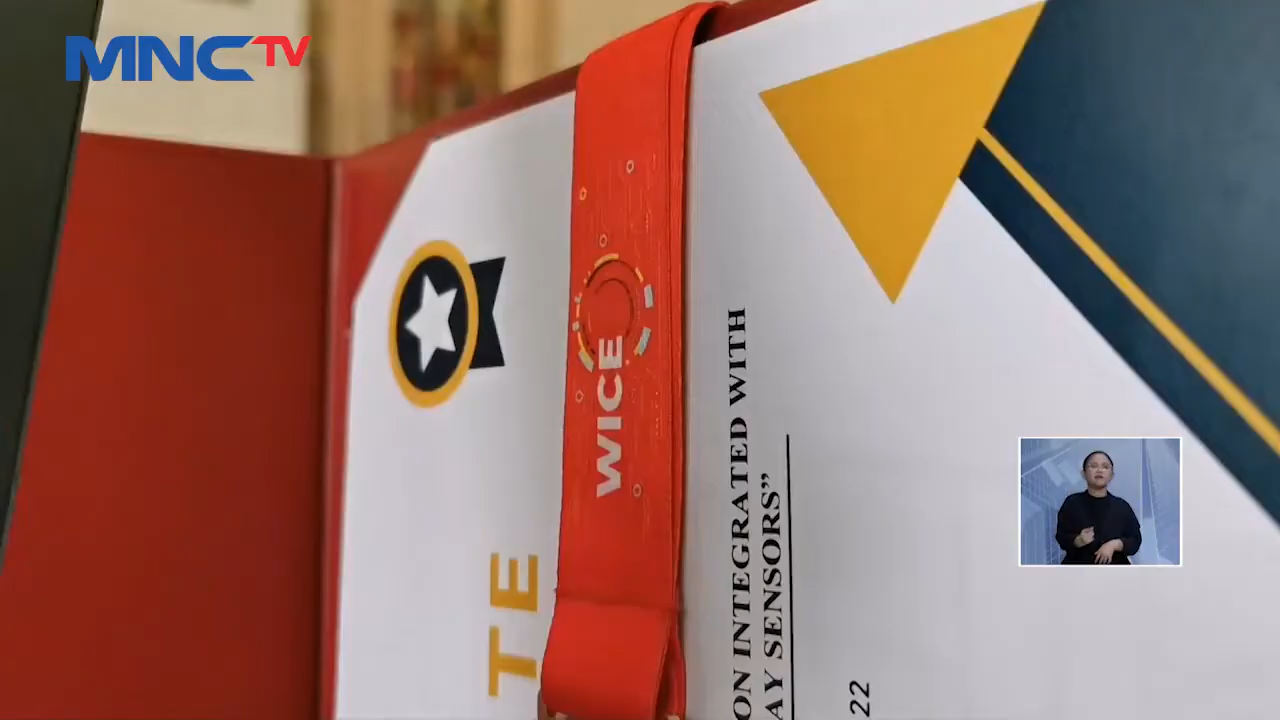 MNCTV
TE
WICE
ON INTEGRATED WITH
AY SENSORS”
22